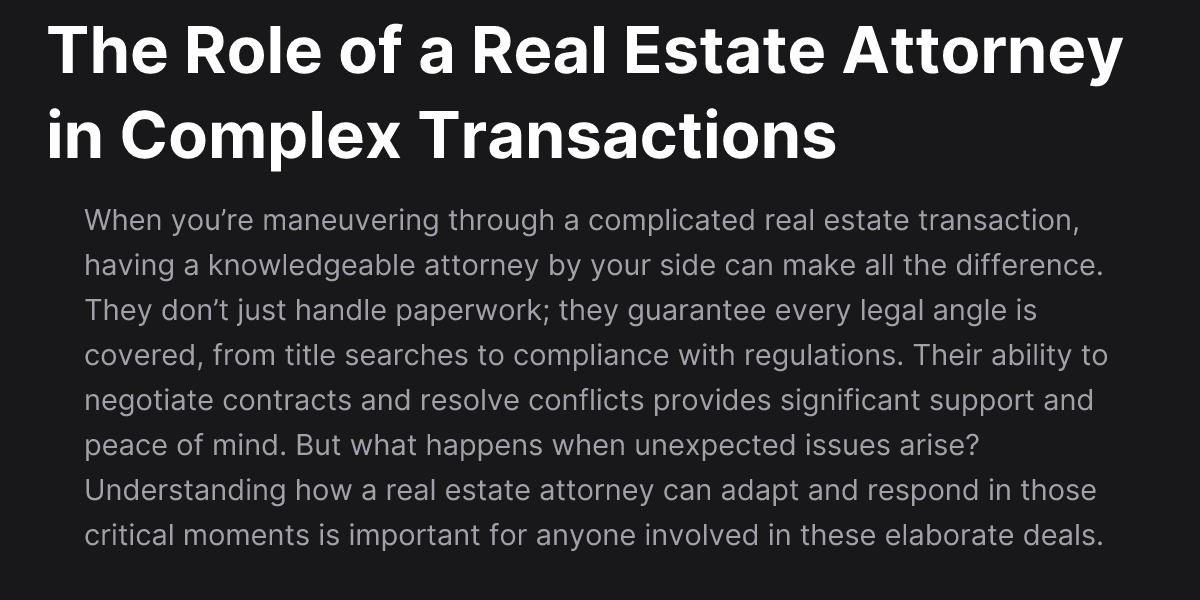 The Role of a Real Estate Attorney
in Complex Transactions
When you’re maneuvering through a complicated real estate transaction,
having a knowledgeable attorney by your side can make all the difference.
They don’t just handle paperwork; they guarantee every legal angle is
covered, from title searches to compliance with regulations. Their ability to
negotiate contracts and resolve conflicts provides significant support and
peace of mind. But what happens when unexpected issues arise?
Understanding how a real estate attorney can adapt and respond in those
critical moments is important for anyone involved in these elaborate deals.